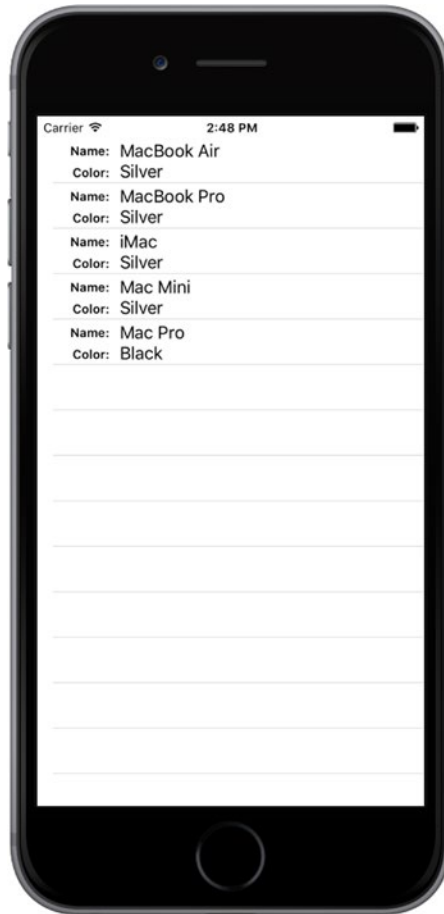 Carrier 2:48 PM
Name: MacBook Air
Color: Silver
Name: MacBook Pro
Color: Silver
Name: iMac
Color: Silver
Name: Mac Mini
Color: Silver
Name: Mac Pro
Color: Black